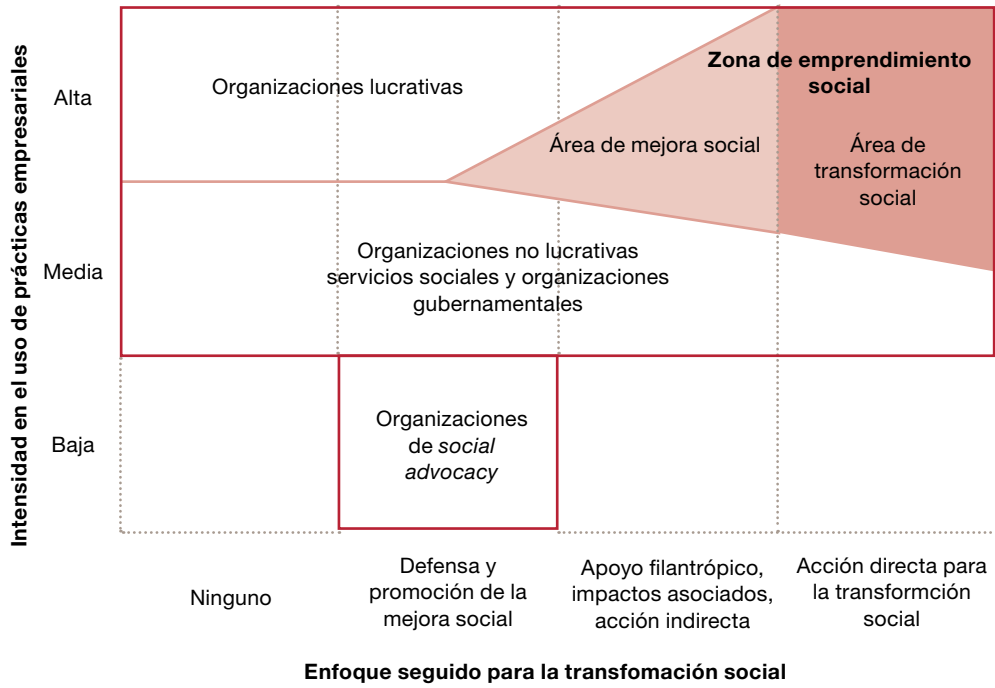 Intensidad en el uso de prácticas empresariales
Alta
Media
Baja
Organizaciones lucrativas
Zona de emprendimiento
social
Área de mejora social
Área de
transformación
social
Organizaciones no lucrativas
servicios sociales y organizaciones
gubernamentales
Organizaciones
de social
advocacy
Ninguno
Defensa y
promoción de la
mejora social
Apoyo filantrópico,
impactos asociados,
acción indirecta
Acción directa para
la transformción
social
Enfoque seguido para la transfomación social